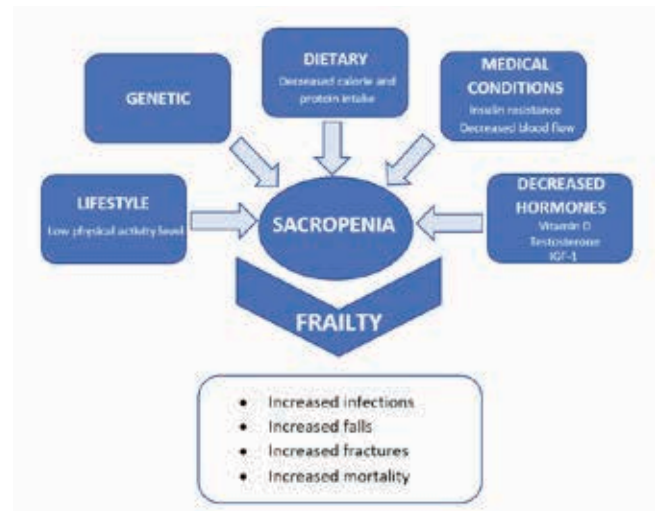 DIETARY
Decreased calorie and
protein intake
MEDICAL
CONDITIONS
Insulin resistance
Decreased blood flow
GENETIC
LIFESTYLE
Low physical activity level
SACROPENIA
DECREASED
HORMONES
Vitamin D
Testosterone
IGF-1
FRAILTY
• Increased infections
• Increased falls
• Increased fractures
• Increased mortality